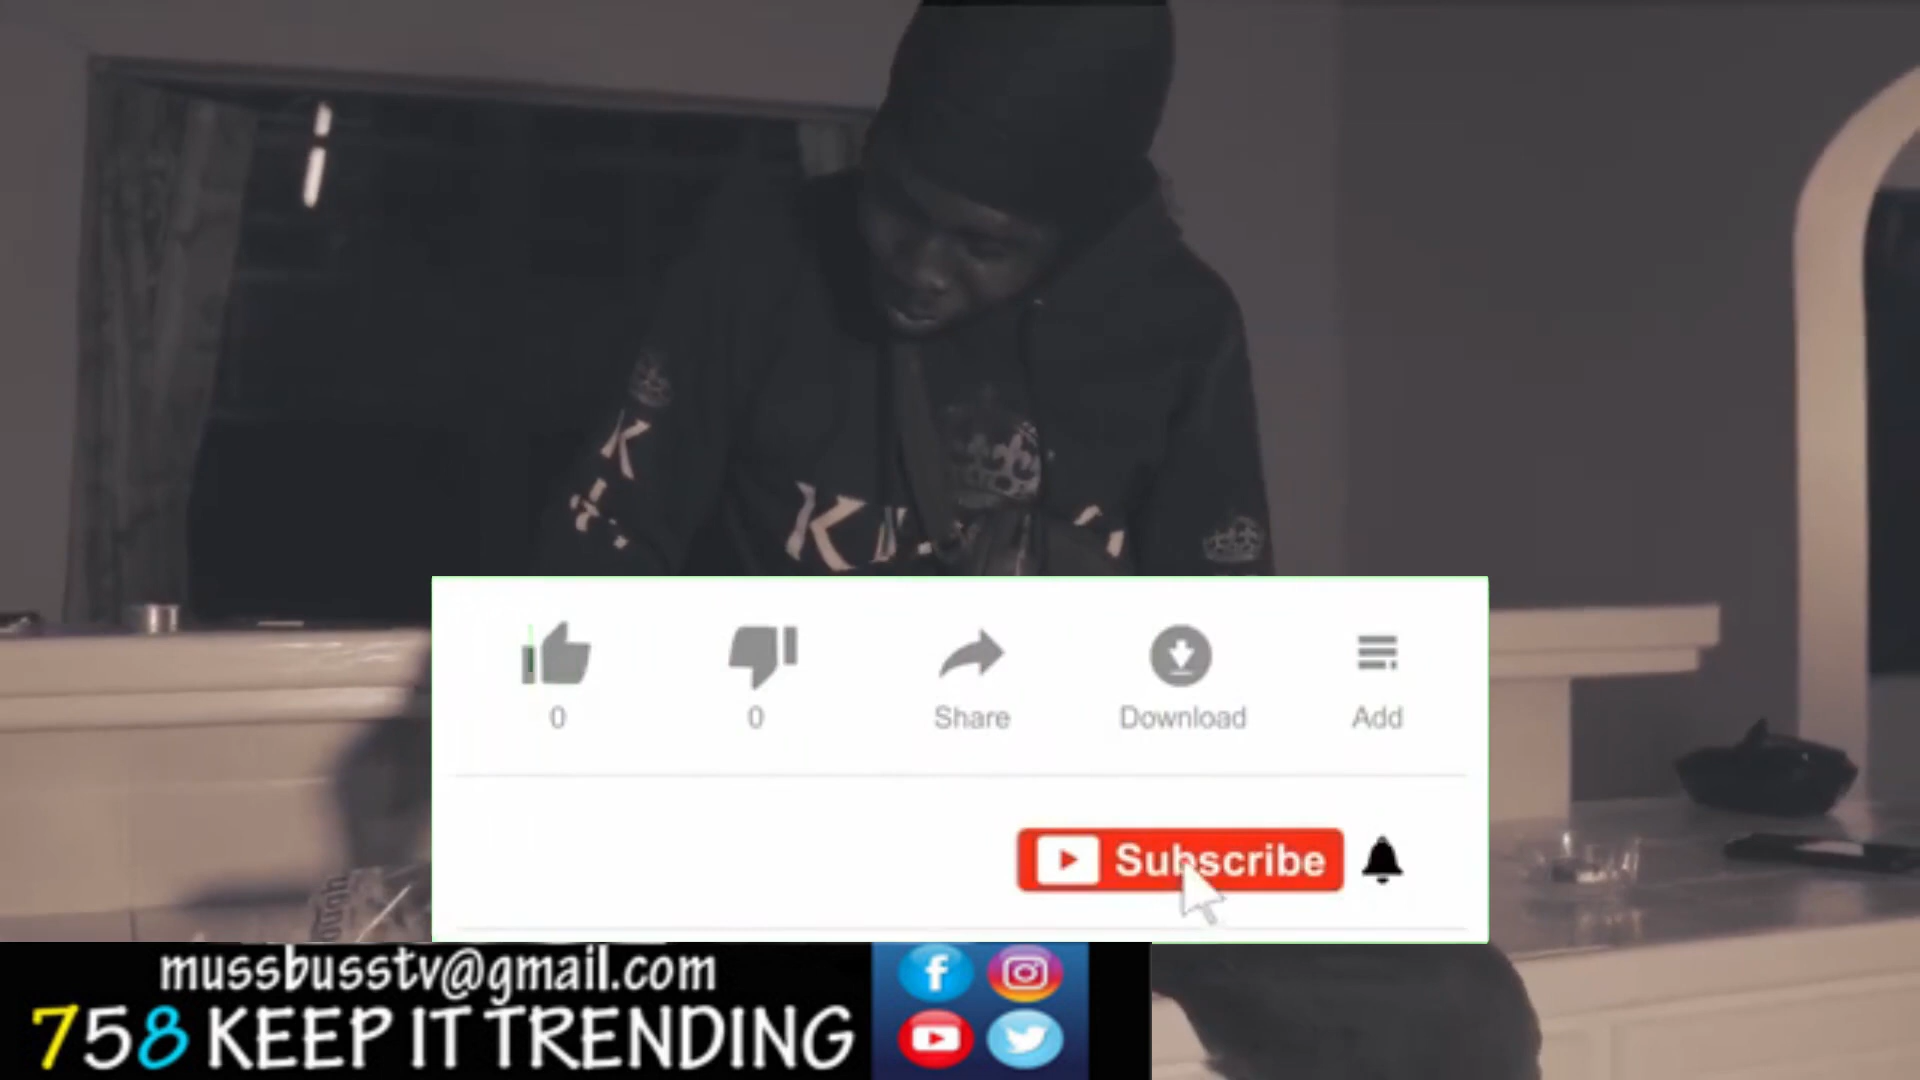 K
K
0
0
Share
Download
Add
Subscribe
mussbusstv@gmail.com
758 KEEP IT TRENDING